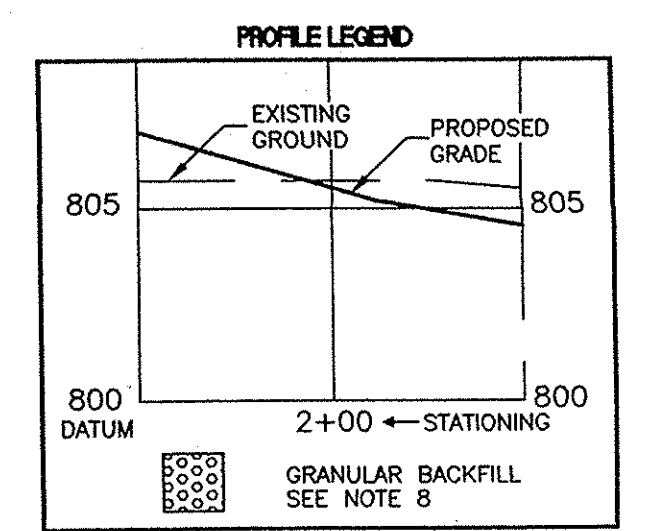 PROFILE LEGEND
EXISTING
GROUND
PROPOSED
GRADE
805
805
800
800
DATUM
2+00 ← STATIONING
GRANULAR BACKFILL
SEE NOTE 8